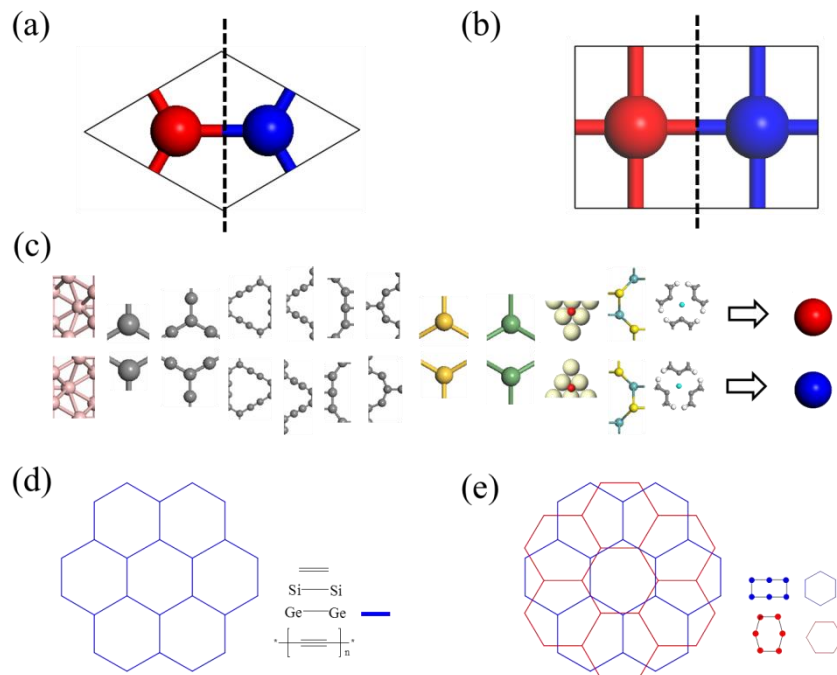 (a)
(b)
(c)
(d)
(e)
Si—Si
Ge—Ge
*-[-≡-]n-*